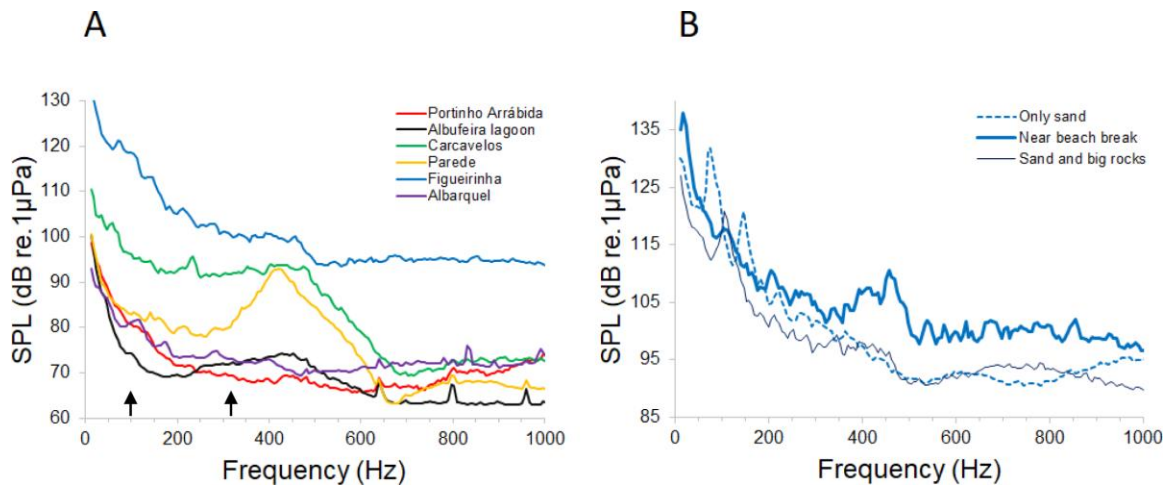 A
B
130
120
110
100
90
80
70
60
SPL (dB re.1µPa)
0
200
400
600
800
1000
Frequency (Hz)
Portinho Arrábida
Albufeira lagoon
Carcavelos
Parede
Figueirinha
Albarquel
135
125
115
105
95
85
SPL (dB re.1µPa)
0
200
400
600
800
1000
Frequency (Hz)
Only sand
Near beach break
Sand and big rocks